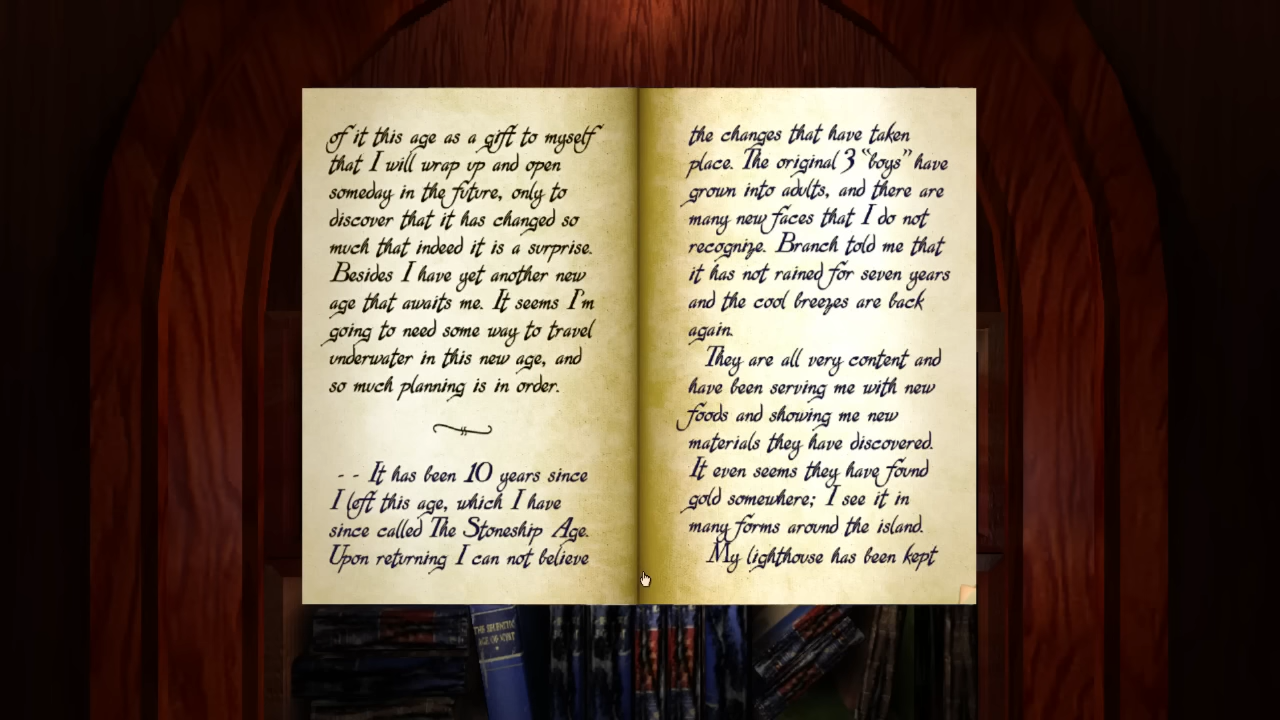 of it this age as a gift to myself
that I will wrap up and open
someday in the future, only to
discover that it has changed so
much that indeed it is a surprise.
Besides I have yet another new
age that awaits me. It seems I'm
going to need some way to travel
underwater in this new age, and
so much planning is in order.
- - It has been 10 years since
I left this age, which I have
since called The Stoneship Age.
Upon returning I can not believe
the changes that have taken
place. The original 3 "boys" have
grown into adults, and there are
many new faces that I do not
recognize. Branch told me that
it has not rained for seven years
and the cool breezes are back
again.
They are all very content and
have been serving me with new
foods and showing me new
materials they have discovered.
It even seems they have found
gold somewhere; I see it in
many forms around the island.
My lighthouse has been kept
THE
AGE OF